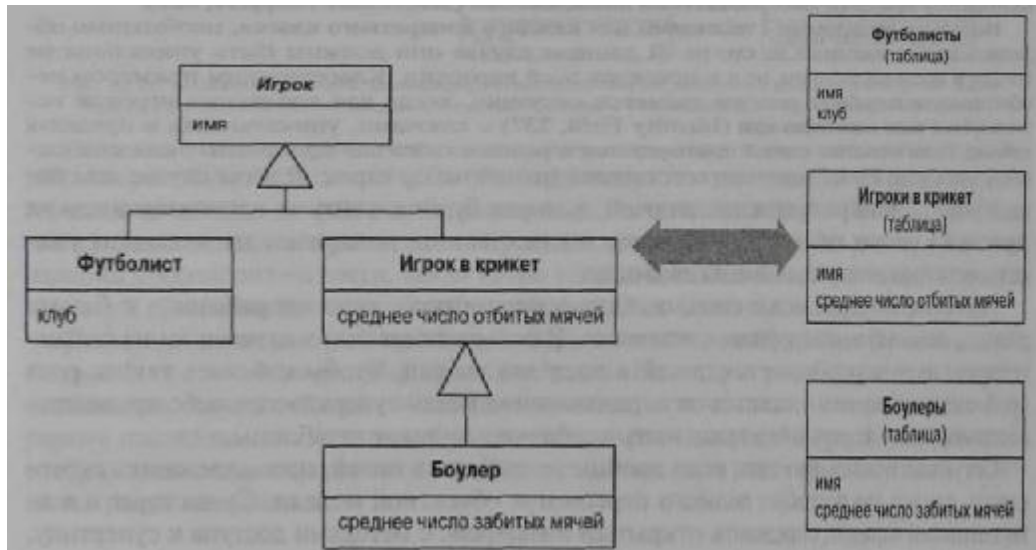 Игрок
имя
Футболист
клуб
Игрок в крикет
среднее число отбитых мячей
Боулер
среднее число забитых мячей
Футболисты
(таблица)
имя
клуб
Игроки в крикет
(таблица)
имя
среднее число отбитых мячей
Боулеры
(таблица)
имя
среднее число забитых мячей